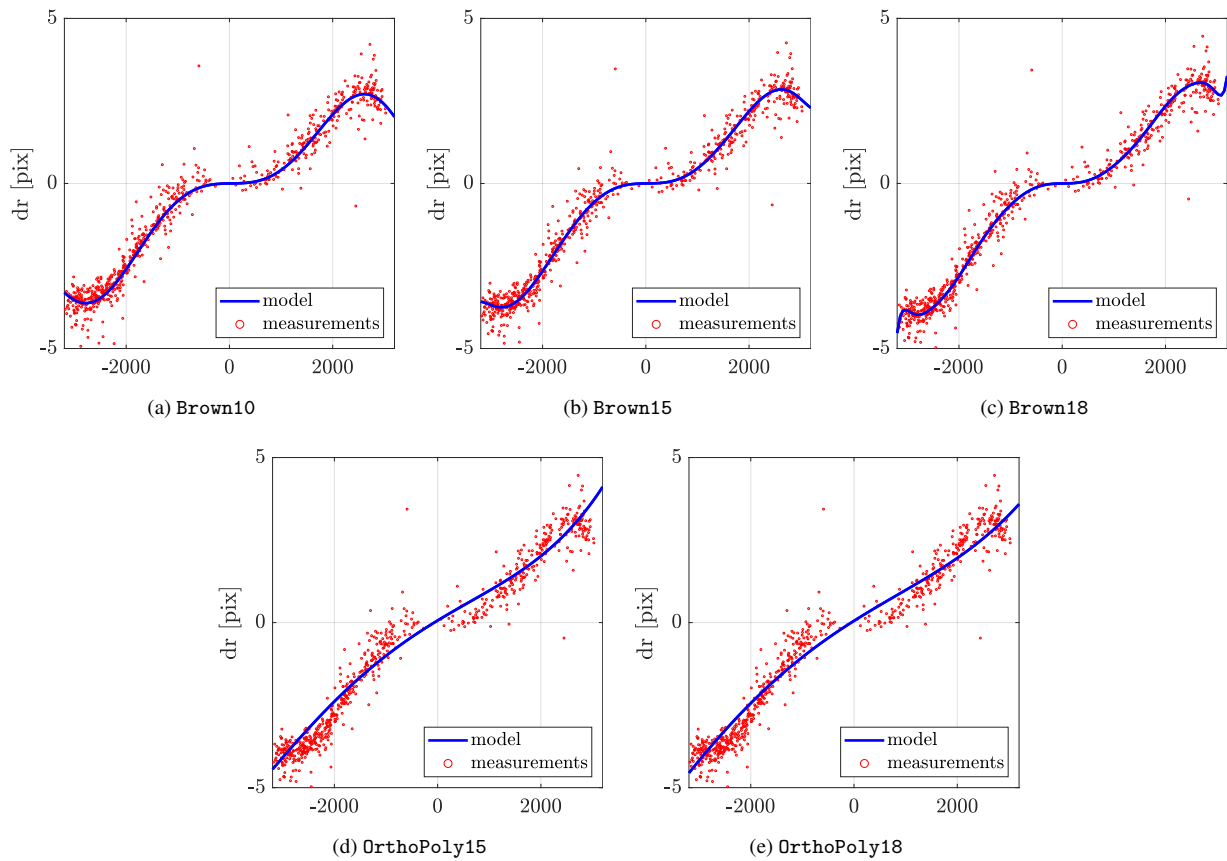 5
dr [pix]
0
-5
model
measurements
-2000 0 2000
(a) Brown10
5
dr [pix]
0
-5
model
measurements
-2000 0 2000
(b) Brown15
5
dr [pix]
0
-5
model
measurements
-2000 0 2000
(c) Brown18
5
dr [pix]
0
-5
model
measurements
-2000 0 2000
(d) OrthoPoly15
5
dr [pix]
0
-5
model
measurements
-2000 0 2000
(e) OrthoPoly18